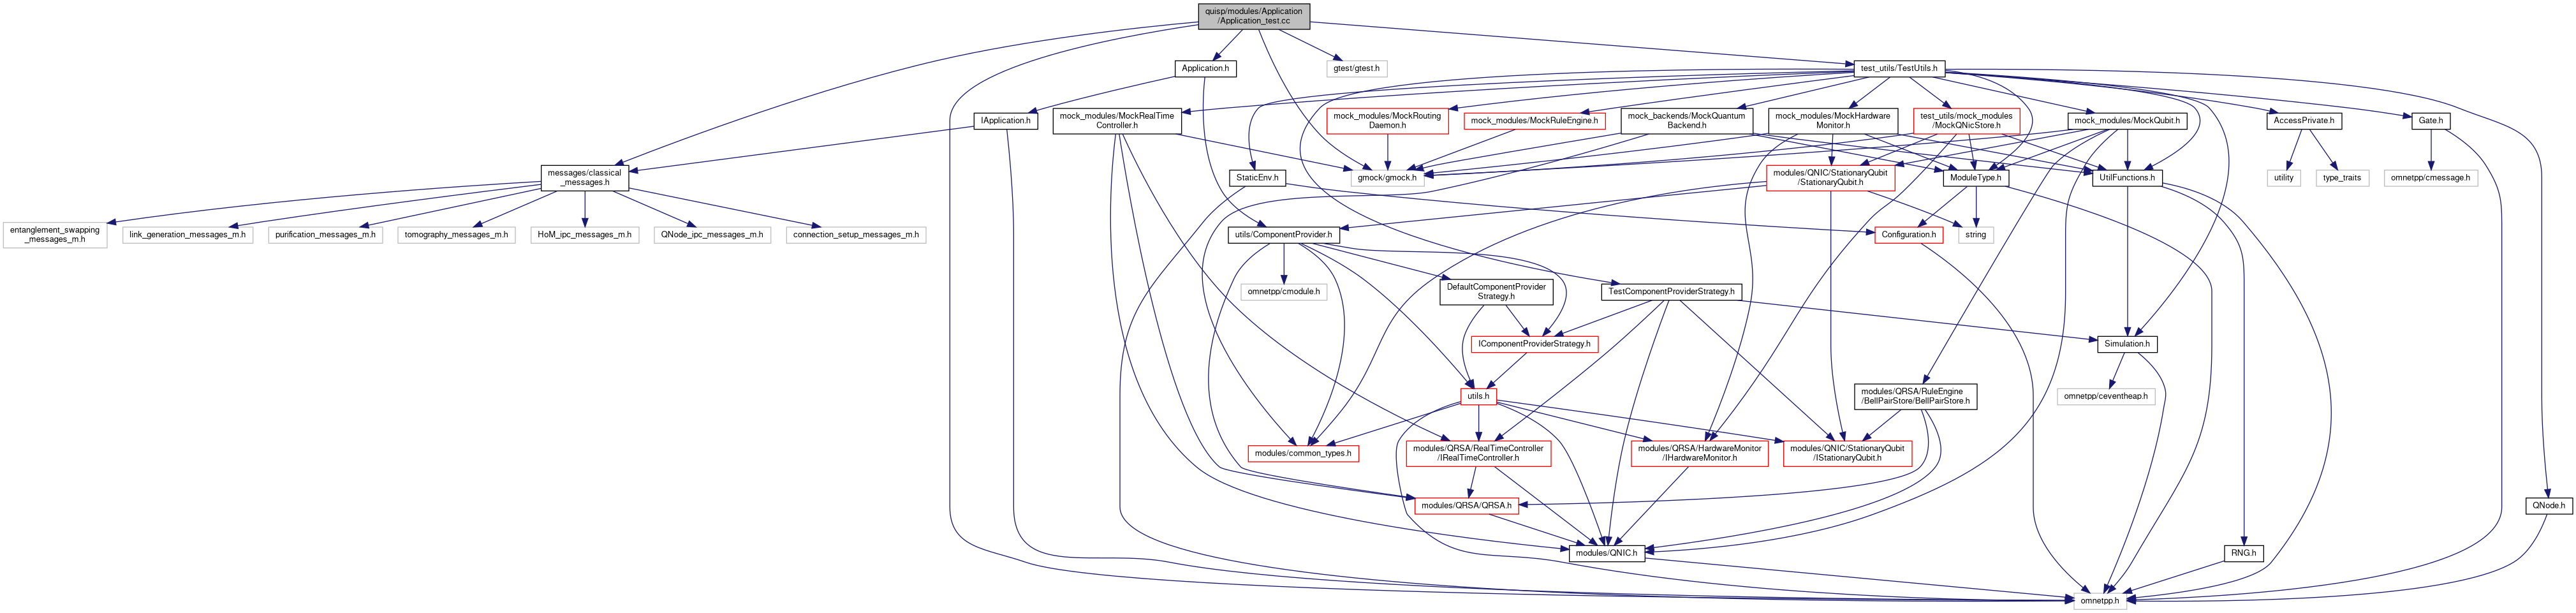 quisp/modules/Application
/Application_test.cc
Application.h
gtest/gtest.h
test_utils/TestUtils.h
IApplication.h
mock_modules/MockRealTime
Controller.h
mock_modules/MockRouting
Daemon.h
mock_modules/MockRuleEngine.h
mock_backends/MockQuantum
Backend.h
mock_modules/MockHardware
Monitor.h
test_utils/mock_modules
/MockQNicStore.h
mock_modules/MockQubit.h
AccessPrivate.h
Gate.h
messages/classical
_messages.h
StaticEnv.h
gmock/gmock.h
modules/QNIC/StationaryQubit
/StationaryQubit.h
ModuleType.h
UtilFunctions.h
utility
type_traits
omnetpp/cmessage.h
entanglement_swapping
_messages_m.h
link_generation_messages_m.h
purification_messages_m.h
tomography_messages_m.h
HoM_ipc_messages_m.h
QNode_ipc_messages_m.h
connection_setup_messages_m.h
utils/ComponentProvider.h
Configuration.h
string
omnetpp/cmodule.h
DefaultComponentProvider
Strategy.h
TestComponentProviderStrategy.h
IComponentProviderStrategy.h
Simulation.h
utils.h
modules/QRSA/RuleEngine
/BellPairStore/BellPairStore.h
omnetpp/ceventheap.h
modules/common_types.h
modules/QRSA/RealTimeController
/IRealTimeController.h
modules/QRSA/HardwareMonitor
/IHardwareMonitor.h
modules/QNIC/StationaryQubit
/IStationaryQubit.h
modules/QRSA/QRSA.h
QNode.h
modules/QNIC.h
RNG.h
omnetpp.h